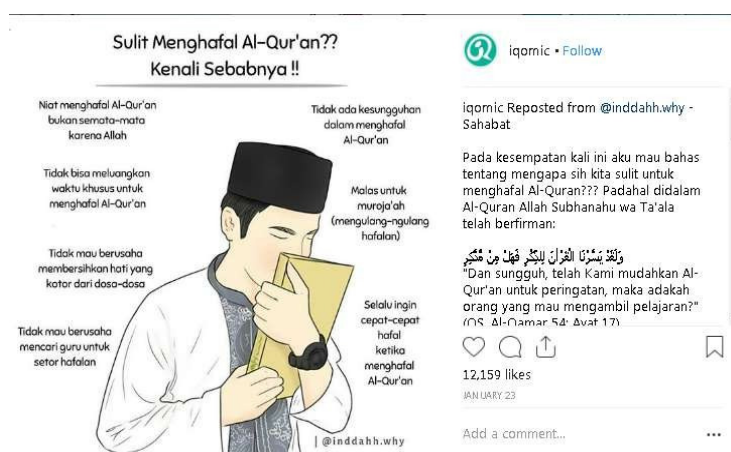 Sulit Menghafal Al-Qur'an??
Kenali Sebabnya !!
Niat menghafal Al-Qur'an
bukan semata-mata
karena Allah
Tidak bisa meluangkan
waktu khusus untuk
menghafal Al-Qur'an
Tidak mau berusaha
membersihkan hati yang
kotor dari dosa-dosa
Tidak mau berusaha
mencari guru untuk
setor hafalan
Tidak ada kesungguhan
dalam menghafal
Al-Qur'an
Malas untuk
muroja'ah
(mengulang-ngulang
hafalan)
Selalu ingin
cepat-cepat
hafal
ketika
menghafal
Al-Qur'an
| @inddahh.why
iqomic • Follow
iqomic Reposted from @inddahh.why -
Sahabat
Pada kesempatan kali ini aku mau bahas
tentang mengapa sih kita sulit untuk
menghafal Al-Quran??? Padahal didalam
Al-Quran Allah Subhanahu wa Ta'ala
telah berfirman:
وَلَقَدْ يَسَّرْنَا الْقُرْآنَ لِلذِّكْرِ فَهَلْ مِنْ مُّدَّكِرٍ
"Dan sungguh, telah Kami mudahkan Al-
Qur'an untuk peringatan, maka adakah
orang yang mau mengambil pelajaran?"
(QS. Al-Qamar 54: Ayat 17)
12,159 likes
JANUARY 23
Add a comment...